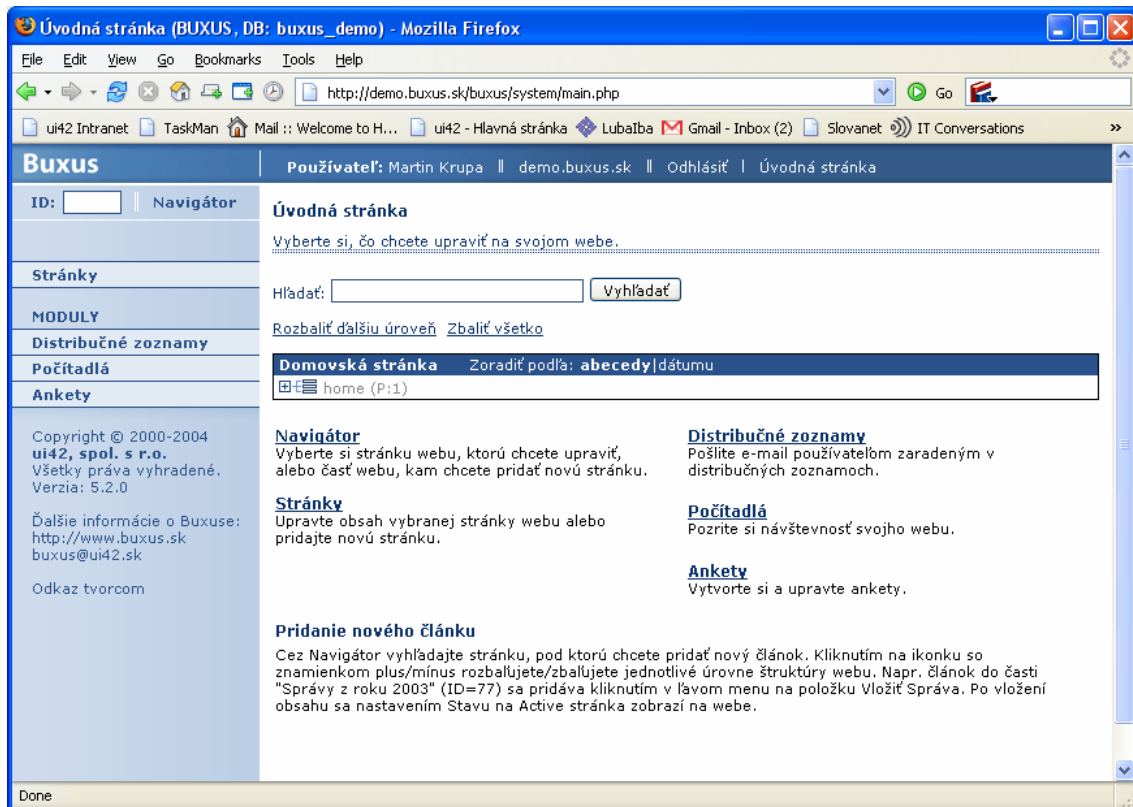 Úvodná stránka (BUXUS, DB: buxus_demo) - Mozilla Firefox
File Edit View Go Bookmarks Tools Help
http://demo.buxus.sk/buxus/system/main.php Go
ui42 Intranet TaskMan Mail :: Welcome to H... ui42 - Hlavná stránka LubaIba Gmail - Inbox (2) Slovanet IT Conversations »
Buxus Používateľ: Martin Krupa || demo.buxus.sk || Odhlásiť | Úvodná stránka
ID: Navigátor
Stránky
MODULY
Distribučné zoznamy
Počítadlá
Ankety
Copyright © 2000-2004
ui42, spol. s r.o.
Všetky práva vyhradené.
Verzia: 5.2.0
Ďalšie informácie o Buxuse:
http://www.buxus.sk
buxus@ui42.sk
Odkaz tvorcom
Úvodná stránka
Vyberte si, čo chcete upraviť na svojom webe.
Hľadať: Vyhľadať
Rozbaliť ďalšiu úroveň Zbaliť všetko
Domovská stránka Zoradiť podľa: abecedy|dátumu
home (P:1)
Navigátor
Vyberte si stránku webu, ktorú chcete upraviť,
alebo časť webu, kam chcete pridať novú stránku.
Stránky
Upravte obsah vybranej stránky webu alebo
pridajte novú stránku.
Distribučné zoznamy
Pošlite e-mail používateľom zaradeným v
distribučných zoznamoch.
Počítadlá
Pozrite si návštevnosť svojho webu.
Ankety
Vytvorte si a upravte ankety.
Pridanie nového článku
Cez Navigátor vyhľadajte stránku, pod ktorú chcete pridať nový článok. Kliknutím na ikonku so
znamienkom plus/mínus rozbaľujete/zbaľujete jednotlivé úrovne štruktúry webu. Napr. článok do časti
"Správy z roku 2003" (ID=77) sa pridáva kliknutím v ľavom menu na položku Vložiť Správa. Po vložení
obsahu sa nastavením Stavu na Active stránka zobrazí na webe.
Done